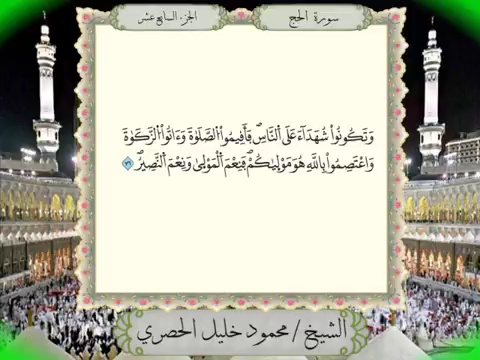 سورة الحج
الجزء السابع عشر
وَتَكُونُواْ شُهَدَآءَ عَلَى ٱلنَّاسِۚ فَأَقِيمُواْ ٱلصَّلَوٰةَ وَءَاتُواْ ٱلزَّكَوٰةَ
وَٱعْتَصِمُواْ بِٱللَّهِ هُوَ مَوْلَىٰكُمْۖ فَنِعْمَ ٱلْمَوْلَىٰ وَنِعْمَ ٱلنَّصِيرُ
الشيخ / محمود خليل الحصري